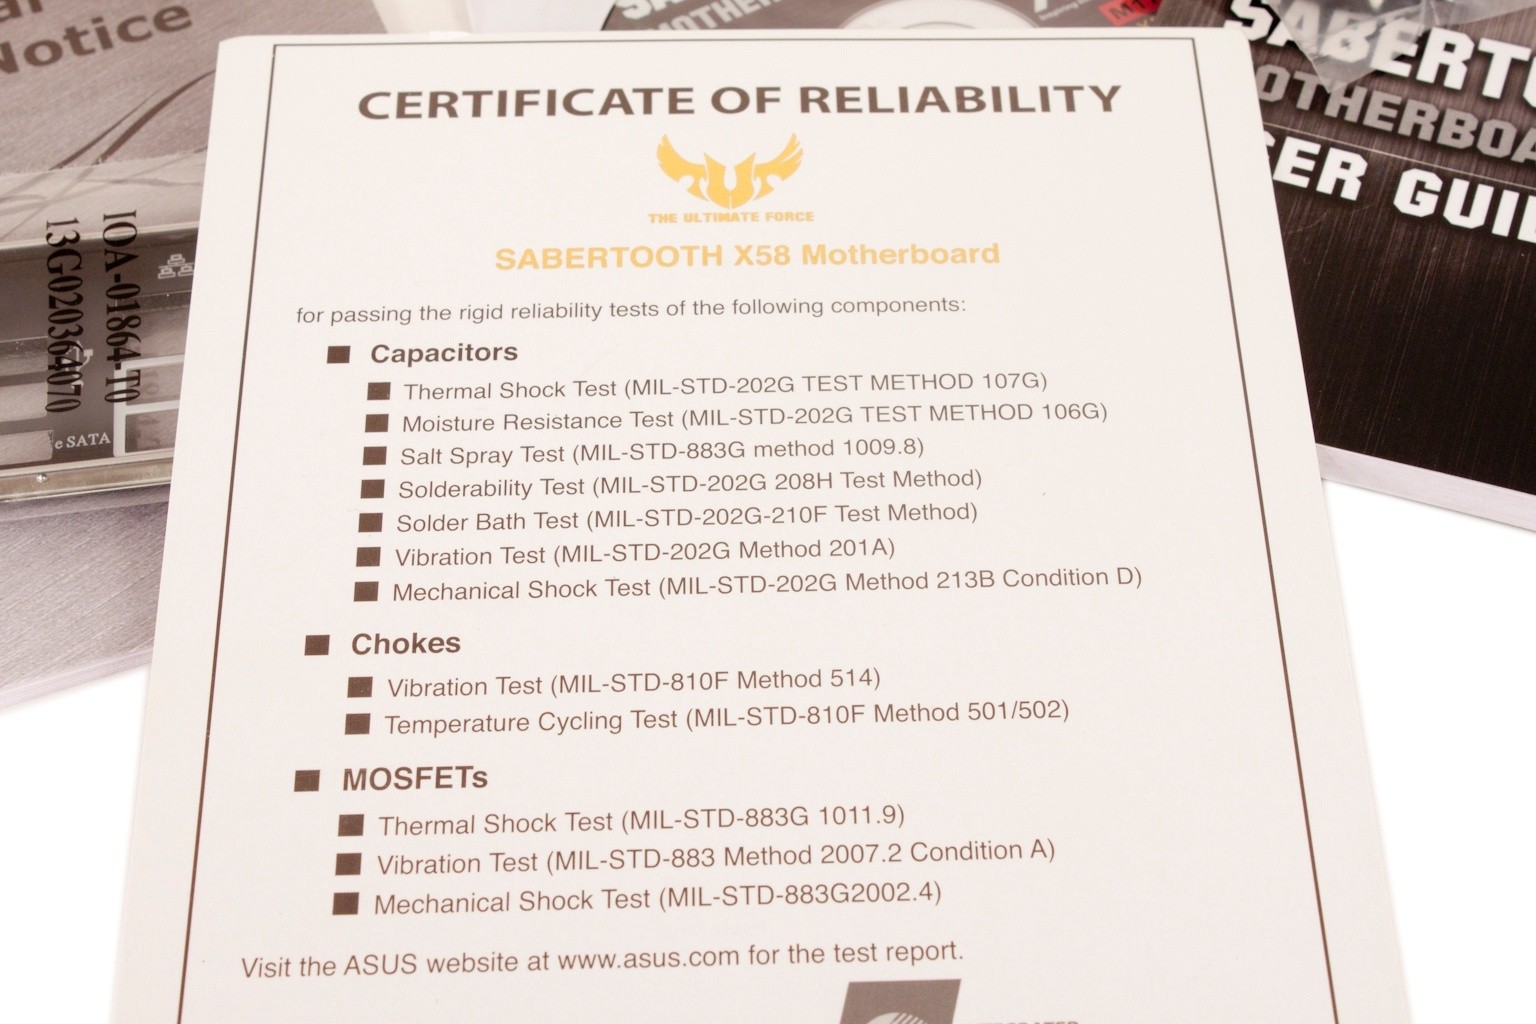 Notice
IOA-01864-T0
13G020364070
eSATA
MOTHER
SABERT
OTHERBOA
ER GUI
CERTIFICATE OF RELIABILITY
THE ULTIMATE FORCE
SABERTOOTH X58 Motherboard
for passing the rigid reliability tests of the following components:
■ Capacitors
■ Thermal Shock Test (MIL-STD-202G TEST METHOD 107G)
■ Moisture Resistance Test (MIL-STD-202G TEST METHOD 106G)
■ Salt Spray Test (MIL-STD-883G method 1009.8)
■ Solderability Test (MIL-STD-202G 208H Test Method)
■ Solder Bath Test (MIL-STD-202G-210F Test Method)
■ Vibration Test (MIL-STD-202G Method 201A)
■ Mechanical Shock Test (MIL-STD-202G Method 213B Condition D)
■ Chokes
■ Vibration Test (MIL-STD-810F Method 514)
■ Temperature Cycling Test (MIL-STD-810F Method 501/502)
■ MOSFETs
■ Thermal Shock Test (MIL-STD-883G 1011.9)
■ Vibration Test (MIL-STD-883 Method 2007.2 Condition A)
■ Mechanical Shock Test (MIL-STD-883G2002.4)
Visit the ASUS website at www.asus.com for the test report.